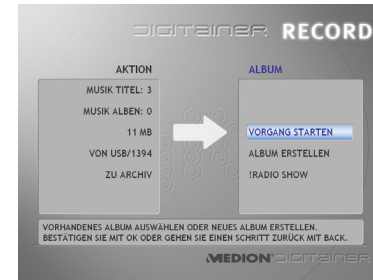 DIGITAINER RECORD
AKTION
MUSIK TITEL: 3
MUSIK ALBEN: 0
11 MB
VON USB/1394
ZU ARCHIV
ALBUM
VORGANG STARTEN
ALBUM ERSTELLEN
!RADIO SHOW
VORHANDENES ALBUM AUSWÄHLEN ODER NEUES ALBUM ERSTELLEN.
BESTÄTIGEN SIE MIT OK ODER GEHEN SIE EINEN SCHRITT ZURÜCK MIT BACK.
MEDION DIGITAINER